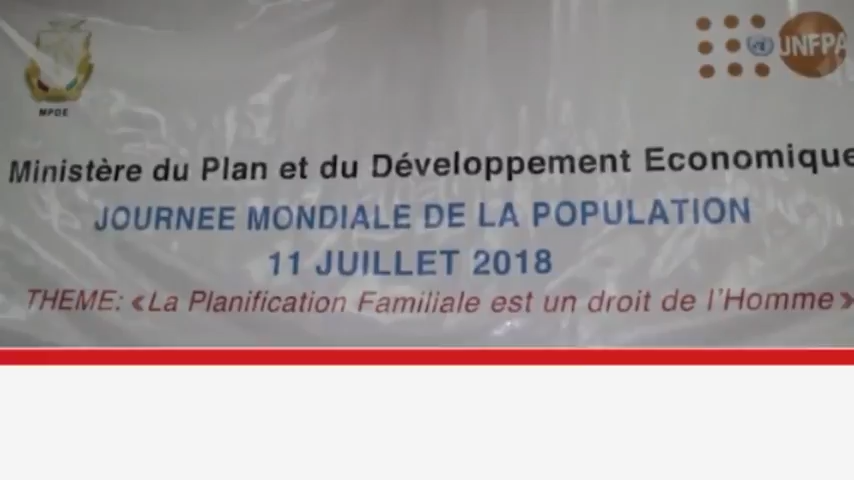 MPDE
UNFPA
Ministère du Plan et du Développement Economique
JOURNEE MONDIALE DE LA POPULATION
11 JUILLET 2018
THEME: «La Planification Familiale est un droit de l'Homme»